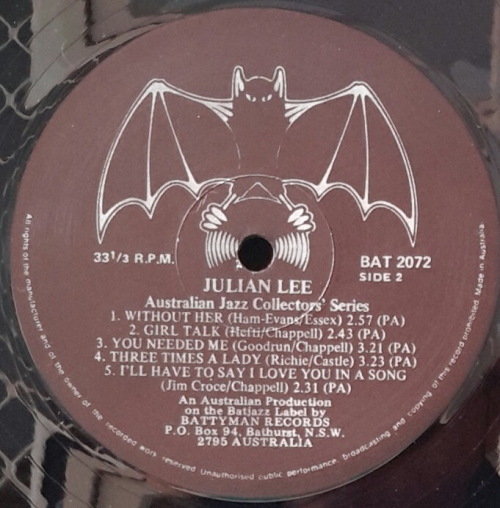 33 1/3 R.P.M.
BAT 2072
SIDE 2
JULIAN LEE
Australian Jazz Collectors' Series
1. WITHOUT HER (Ham-Evans/Essex) 2.57 (PA)
2. GIRL TALK (Hefti/Chappell) 2.43 (PA)
3. YOU NEEDED ME (Goodrun/Chappell) 3.21 (PA)
4. THREE TIMES A LADY (Richie/Castle) 3.23 (PA)
5. I'LL HAVE TO SAY I LOVE YOU IN A SONG
(Jim Croce/Chappell) 2.31 (PA)
An Australian Production
on the Batjazz Label by
BATTYMAN RECORDS
P.O. Box 94, Bathurst, N.S.W.
2795 AUSTRALIA
All rights of the manufacturer and of the owner of the recorded work reserved. Unauthorised public performance, broadcasting and copying of this record prohibited. Made in Australia.